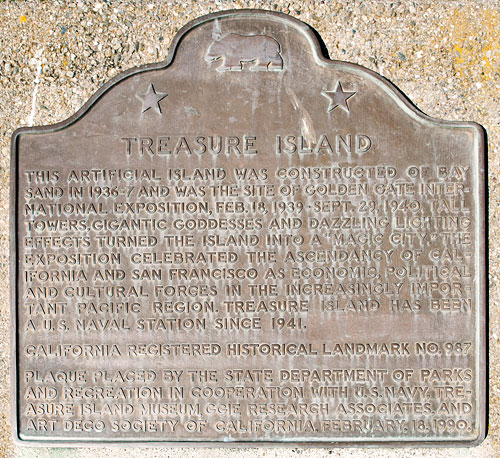 TREASURE ISLAND
THIS ARTIFICIAL ISLAND WAS CONSTRUCTED OF BAY
SAND IN 1936-7 AND WAS THE SITE OF GOLDEN GATE INTER-
NATIONAL EXPOSITION, FEB. 18, 1939 - SEPT. 29, 1940. TALL
TOWERS, GIGANTIC GODDESSES AND DAZZLING LIGHTING
EFFECTS TURNED THE ISLAND INTO A "MAGIC CITY." THE
EXPOSITION CELEBRATED THE ASCENDANCY OF CAL-
IFORNIA AND SAN FRANCISCO AS ECONOMIC, POLITICAL
AND CULTURAL FORCES IN THE INCREASINGLY IMPOR-
TANT PACIFIC REGION. TREASURE ISLAND HAS BEEN
A U.S. NAVAL STATION SINCE 1941.
CALIFORNIA REGISTERED HISTORICAL LANDMARK NO. 987
PLAQUE PLACED BY THE STATE DEPARTMENT OF PARKS
AND RECREATION IN COOPERATION WITH U.S. NAVY, TRE-
ASURE ISLAND MUSEUM, GGIE RESEARCH ASSOCIATES, AND
ART DECO SOCIETY OF CALIFORNIA, FEBRUARY, 18, 1990.